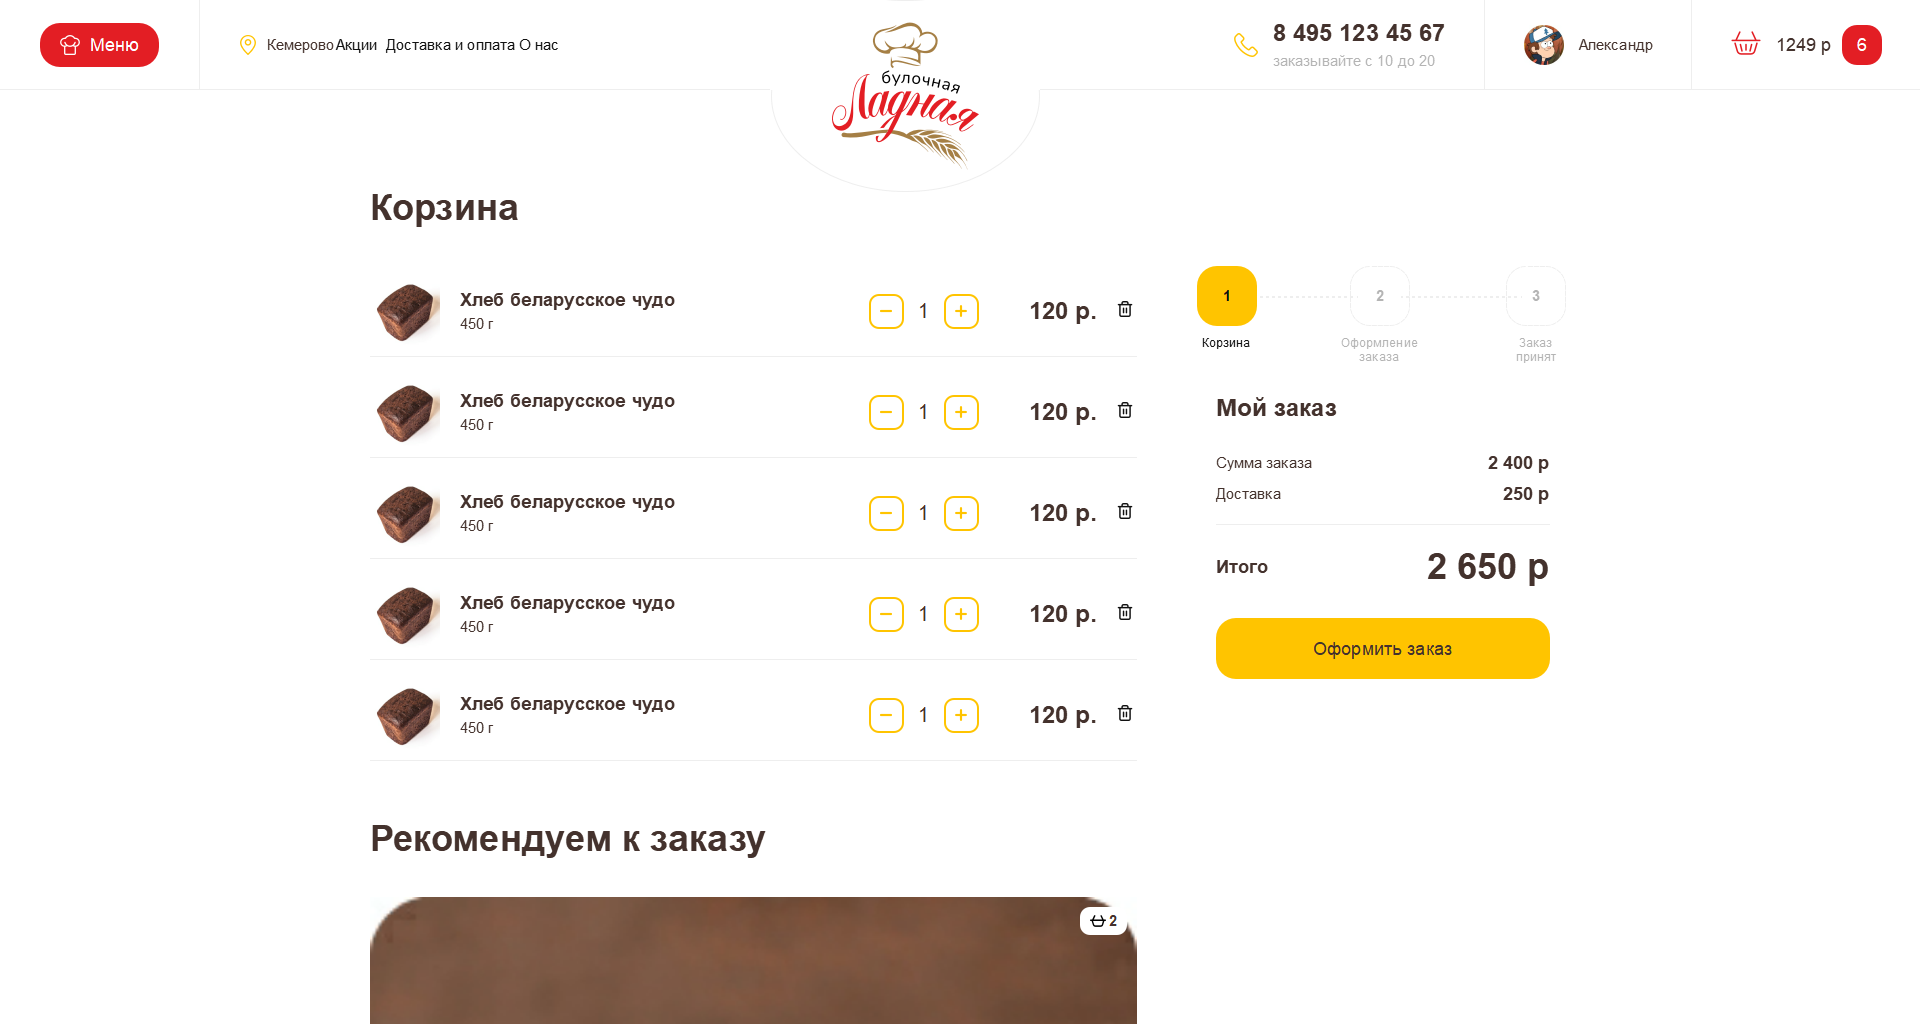 Меню
Кемерово Акции Доставка и оплата О нас
булочная
Ладная
8 495 123 45 67
заказывайте с 10 до 20
Александр
1249 р
6
Корзина
Хлеб беларусское чудо
450 г
1
120 р.
Хлеб беларусское чудо
450 г
1
120 р.
Хлеб беларусское чудо
450 г
1
120 р.
Хлеб беларусское чудо
450 г
1
120 р.
Хлеб беларусское чудо
450 г
1
120 р.
1
Корзина
2
Оформление
заказа
3
Заказ
принят
Мой заказ
Сумма заказа 2 400 р
Доставка 250 р
Итого 2 650 р
Оформить заказ
Рекомендуем к заказу
2